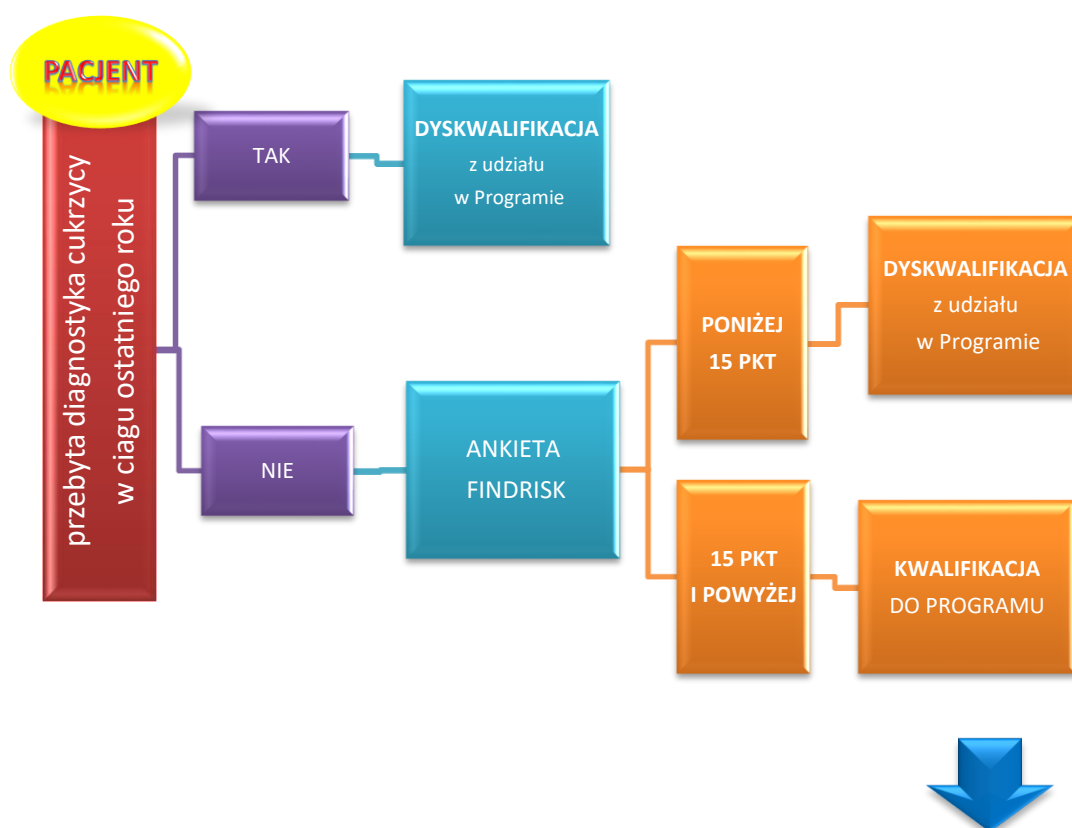 PACJENT
przebyta diagnostyka cukrzycy
w ciagu ostatniego roku
TAK
DYSKWALIFIKACJA
z udziału
w Programie
NIE
ANKIETA
FINDRISK
PONIŻEJ
15 PKT
DYSKWALIFIKACJA
z udziału
w Programie
15 PKT
I POWYŻEJ
KWALIFIKACJA
DO PROGRAMU